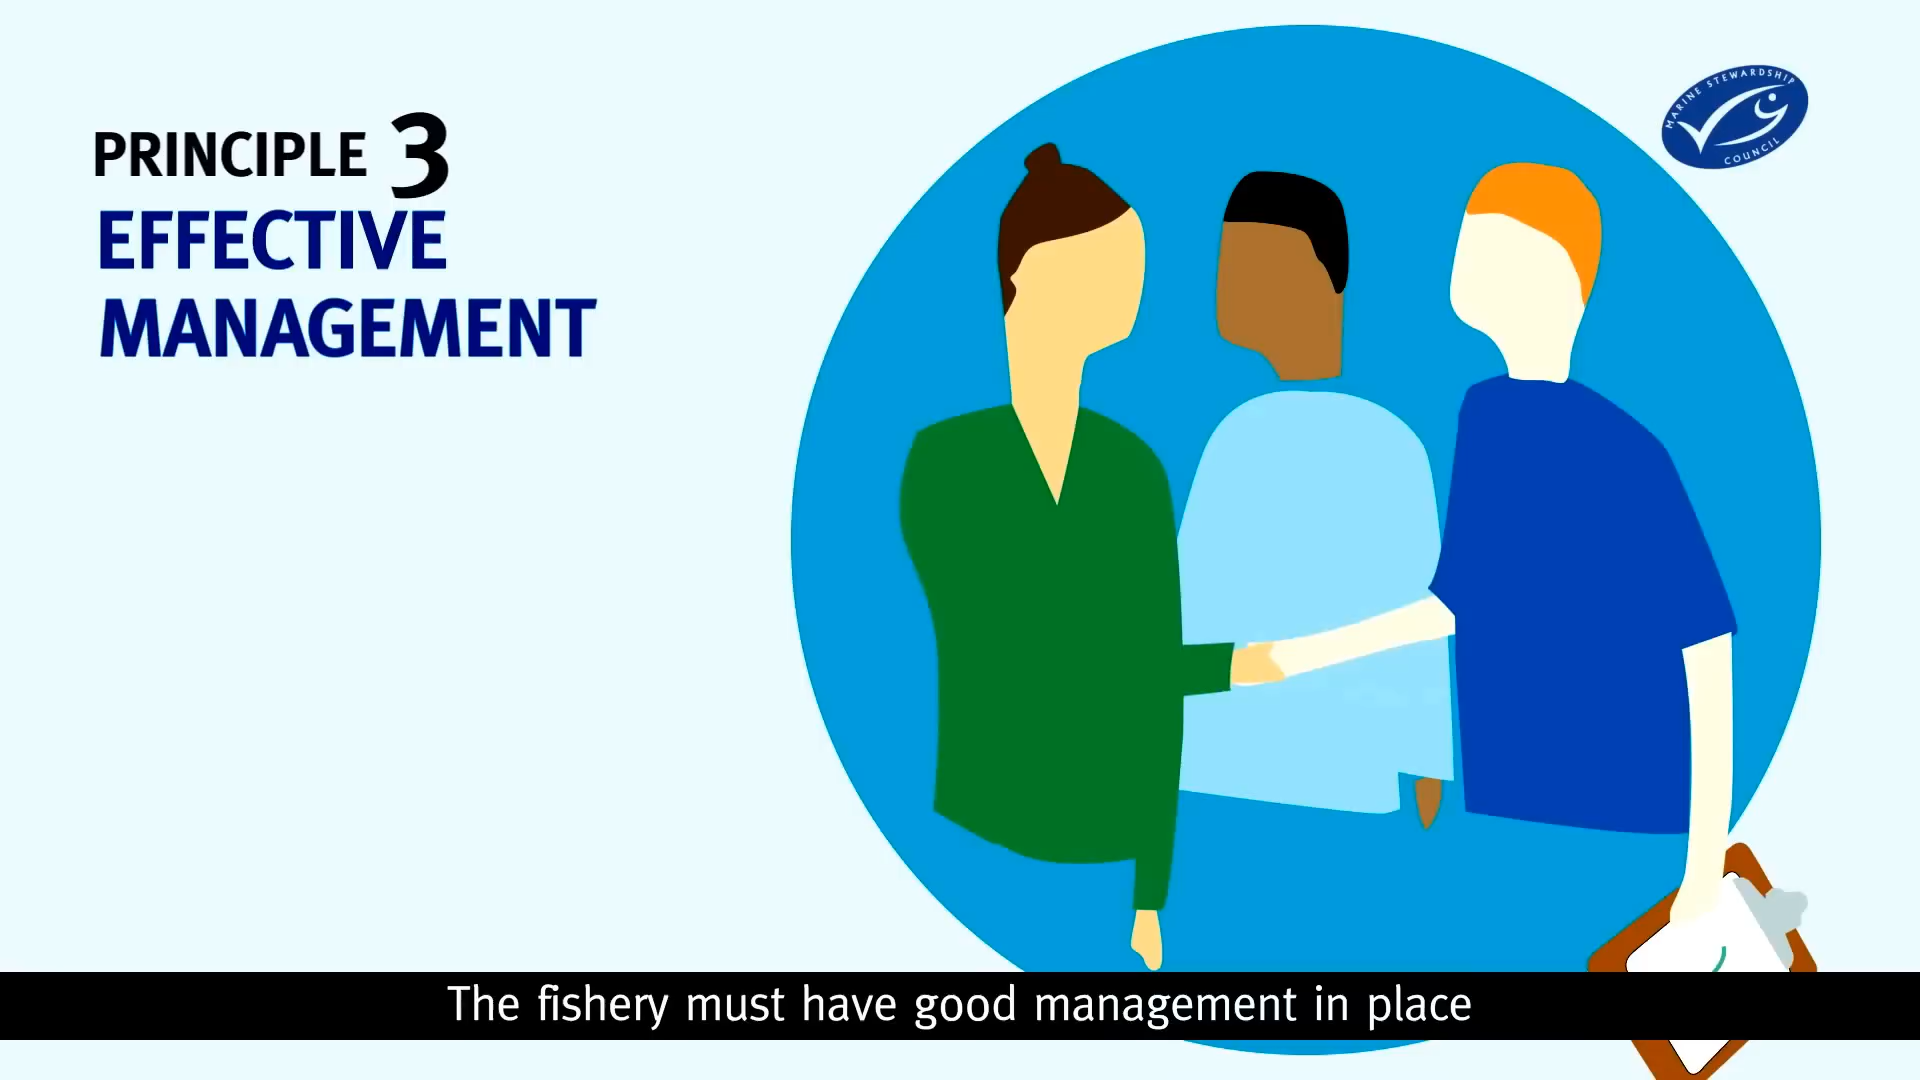 PRINCIPLE 3
EFFECTIVE
MANAGEMENT
MARINE STEWARDSHIP
COUNCIL
The fishery must have good management in place